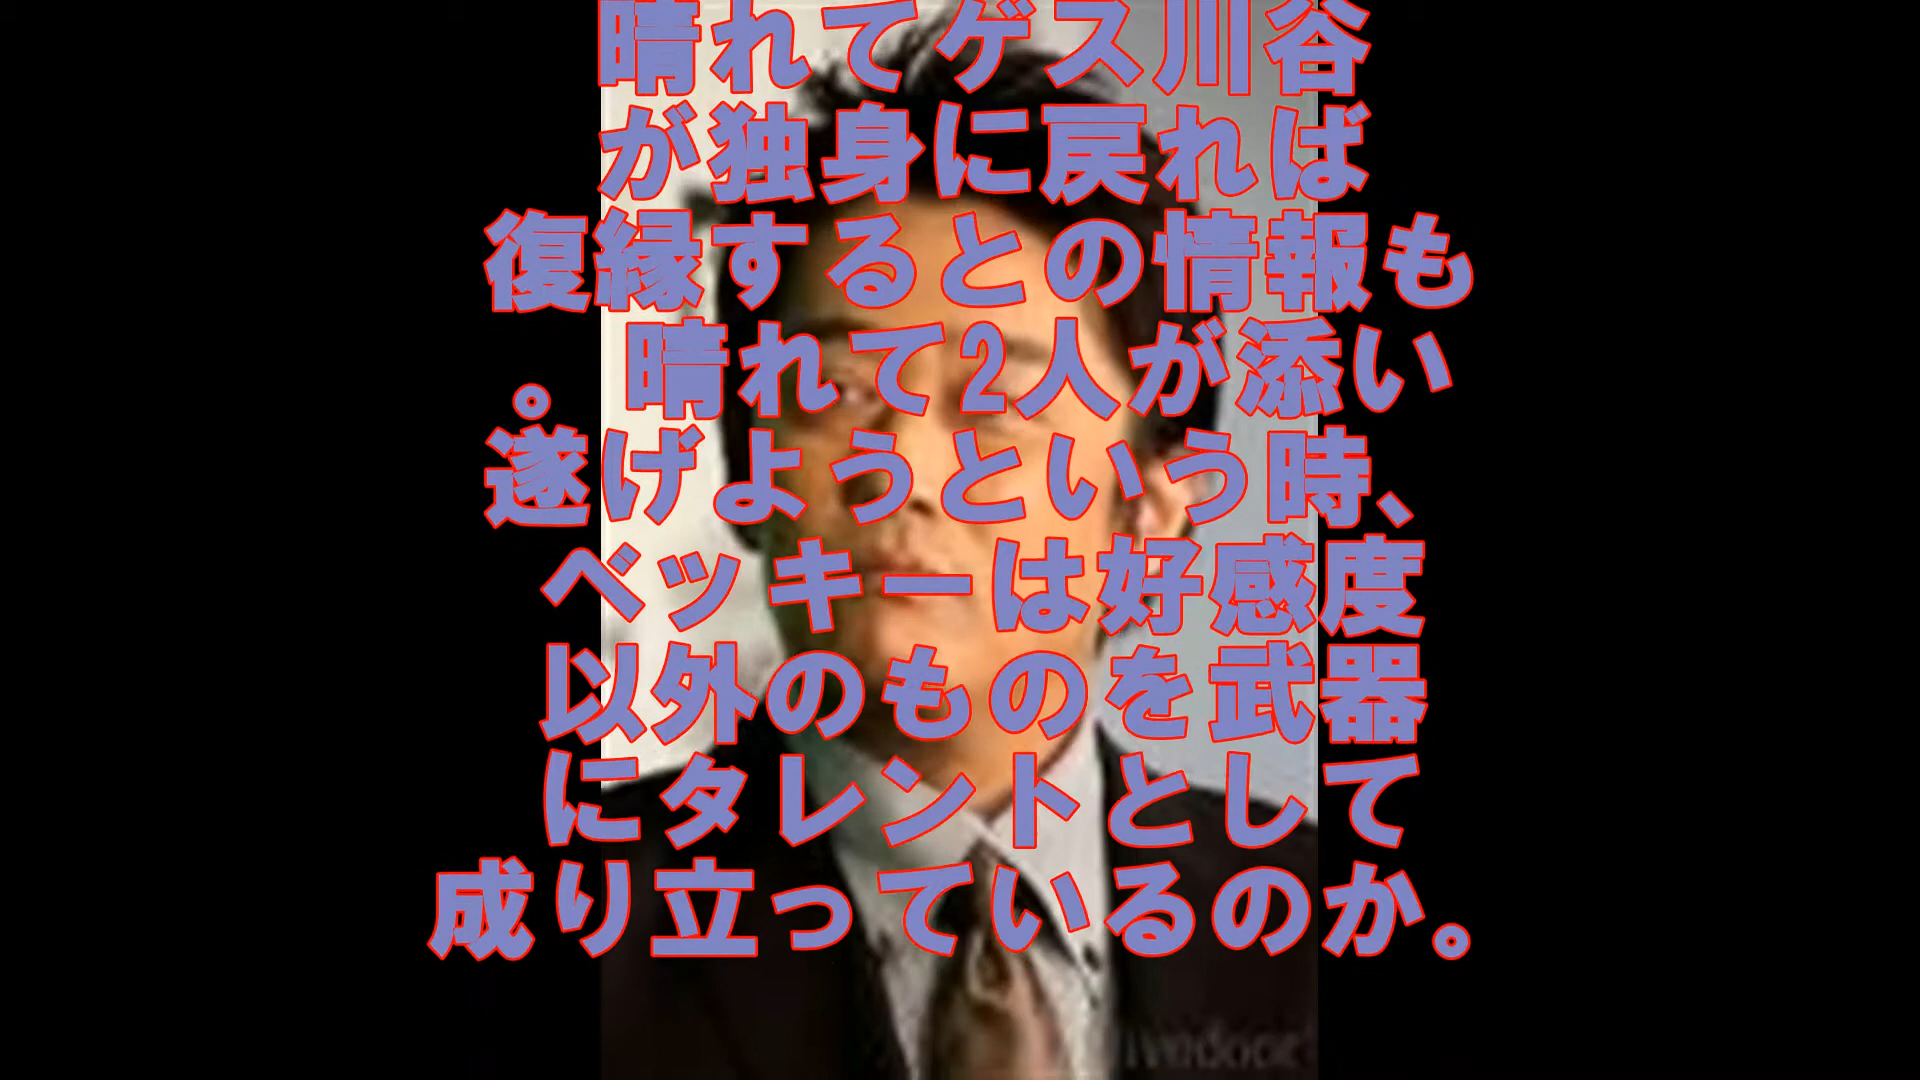 晴れてゲス川谷
が独身に戻れば
復縁するとの情報も
。晴れて2人が添い
遂げようという時、
ベッキーは好感度
以外のものを武器
にタレントとして
成り立っているのか。
livedoor